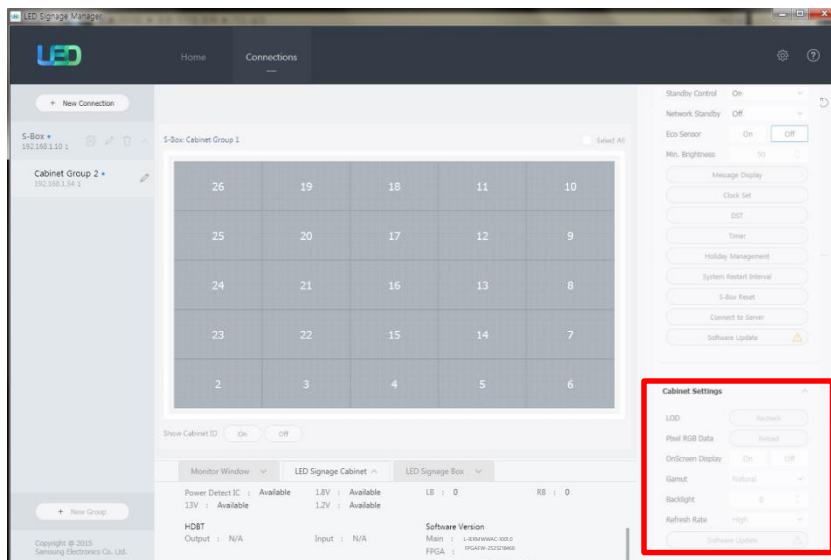 LED Signage Manager
LED
Home
Connections
+ New Connection
S-Box
192.168.1.10 1
Cabinet Group 2
192.168.1.54 1
+ New Group
Copyright @ 2015
Samsung Electronics Co. Ltd.
S-Box: Cabinet Group 1
Select All
26 19 18 11 10
25 20 17 12 9
24 21 16 13 8
23 22 15 14 7
2 3 4 5 6
Show Cabinet ID On Off
Monitor Window
LED Signage Cabinet
LED Signage Box
Power Detect IC : Available 1.8V : Available LB : 0 RB : 0
13V : Available 1.2V : Available
HDBT Software Version
Output : N/A Input : N/A Main :
FPGA :
Standby Control On
Network Standby Off
Eco Sensor On Off
Min. Brightness 50
Message Display
Clock Set
DST
Timer
Holiday Management
System Restart Interval
S-Box Reset
Connect to Server
Software Update
Cabinet Settings
LOD
Pixel RGB Data Reload
OnScreen Display On Off
Gamut Natural
Backlight 0
Refresh Rate High
Software Update